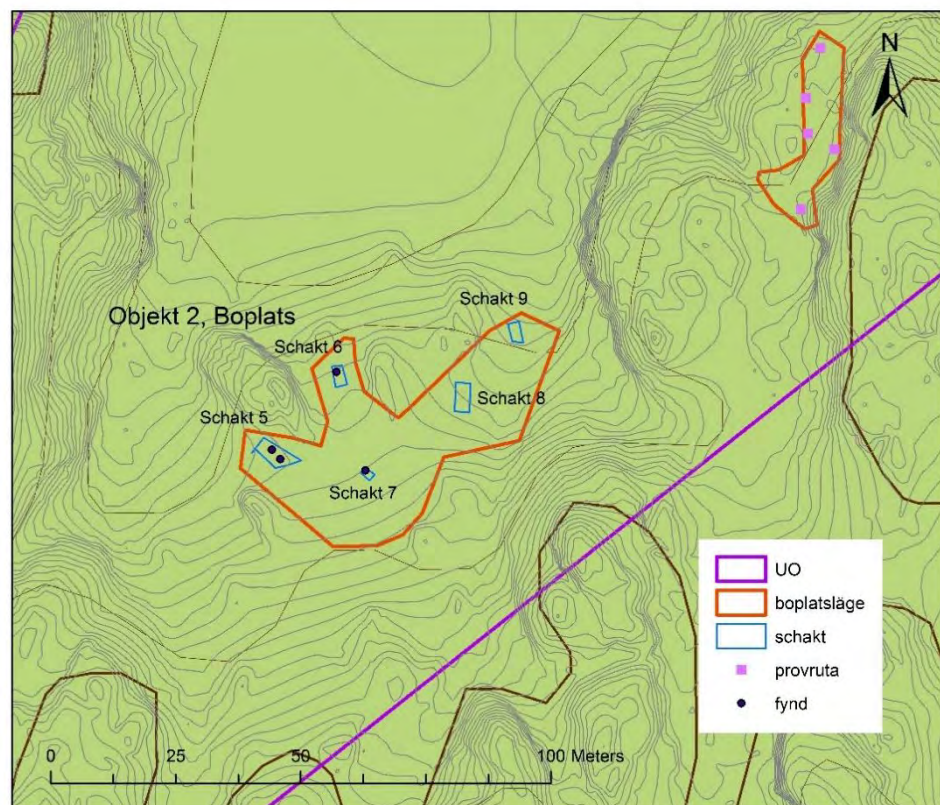 N
Schakt 9
Objekt 2, Boplats
Schakt 6
Schakt 8
Schakt 5
Schakt 7
UO
boplatsläge
schakt
provruta
fynd
0 25 50 100 Meters